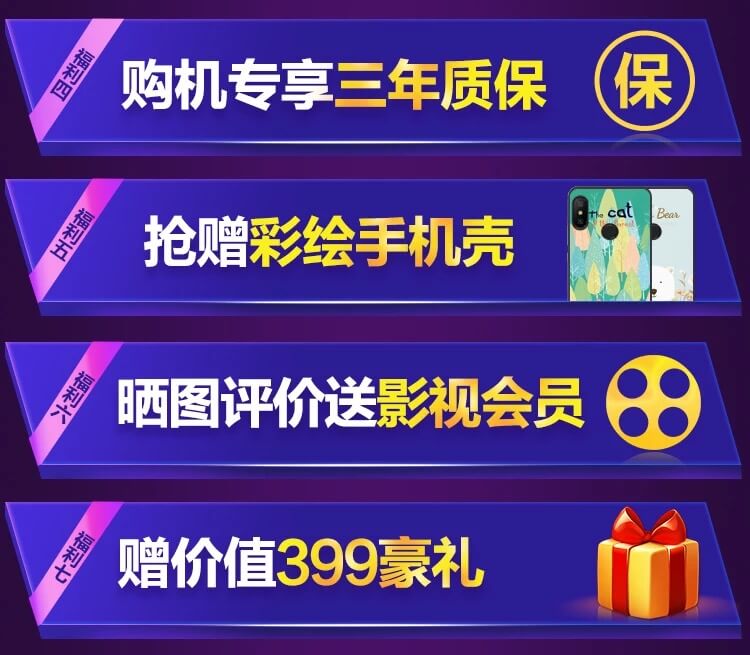 福利四
购机专享三年质保
保
福利五
抢赠彩绘手机壳
the cat
Bear
福利六
晒图评价送影视会员
福利七
赠价值399豪礼